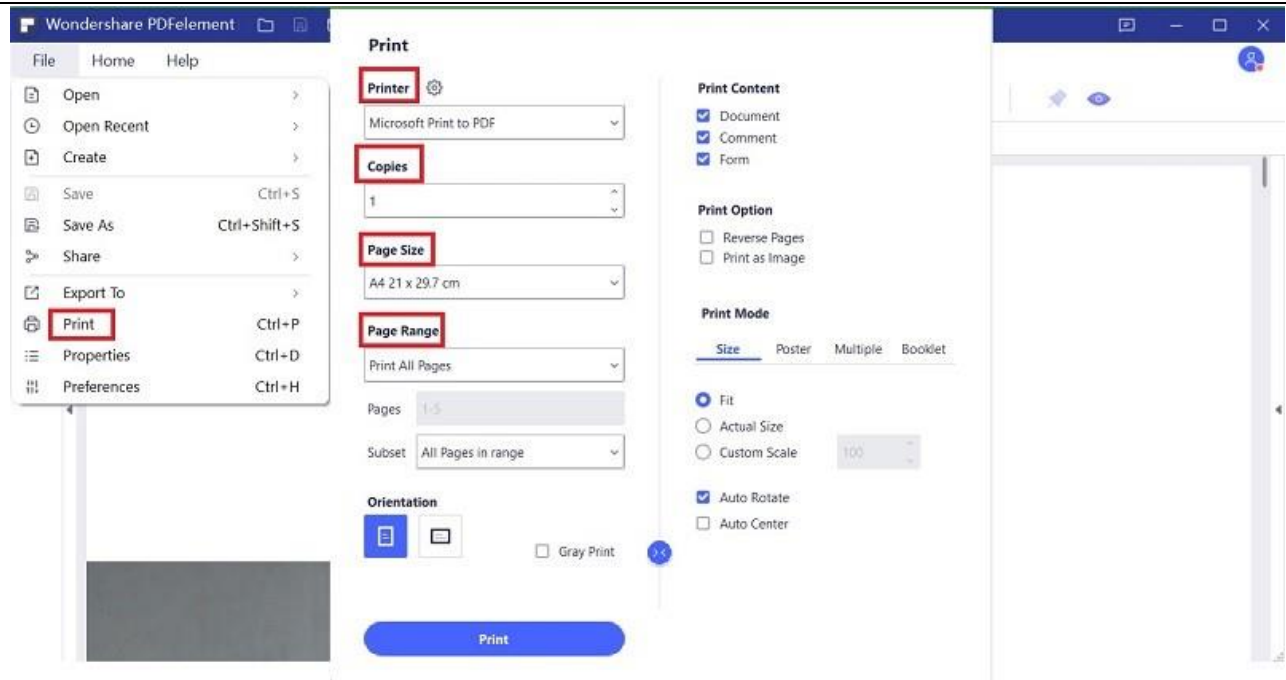 Wondershare PDFelement
File Home Help
Open
Open Recent
Create
Save Ctrl+S
Save As Ctrl+Shift+S
Share
Export To
Print Ctrl+P
Properties Ctrl+D
Preferences Ctrl+H
Print
Printer
Microsoft Print to PDF
Copies
1
Page Size
A4 21 x 29.7 cm
Page Range
Print All Pages
Pages 1-5
Subset All Pages in range
Orientation
Gray Print
Print
Print Content
Document
Comment
Form
Print Option
Reverse Pages
Print as Image
Print Mode
Size Poster Multiple Booklet
Fit
Actual Size
Custom Scale 100
Auto Rotate
Auto Center